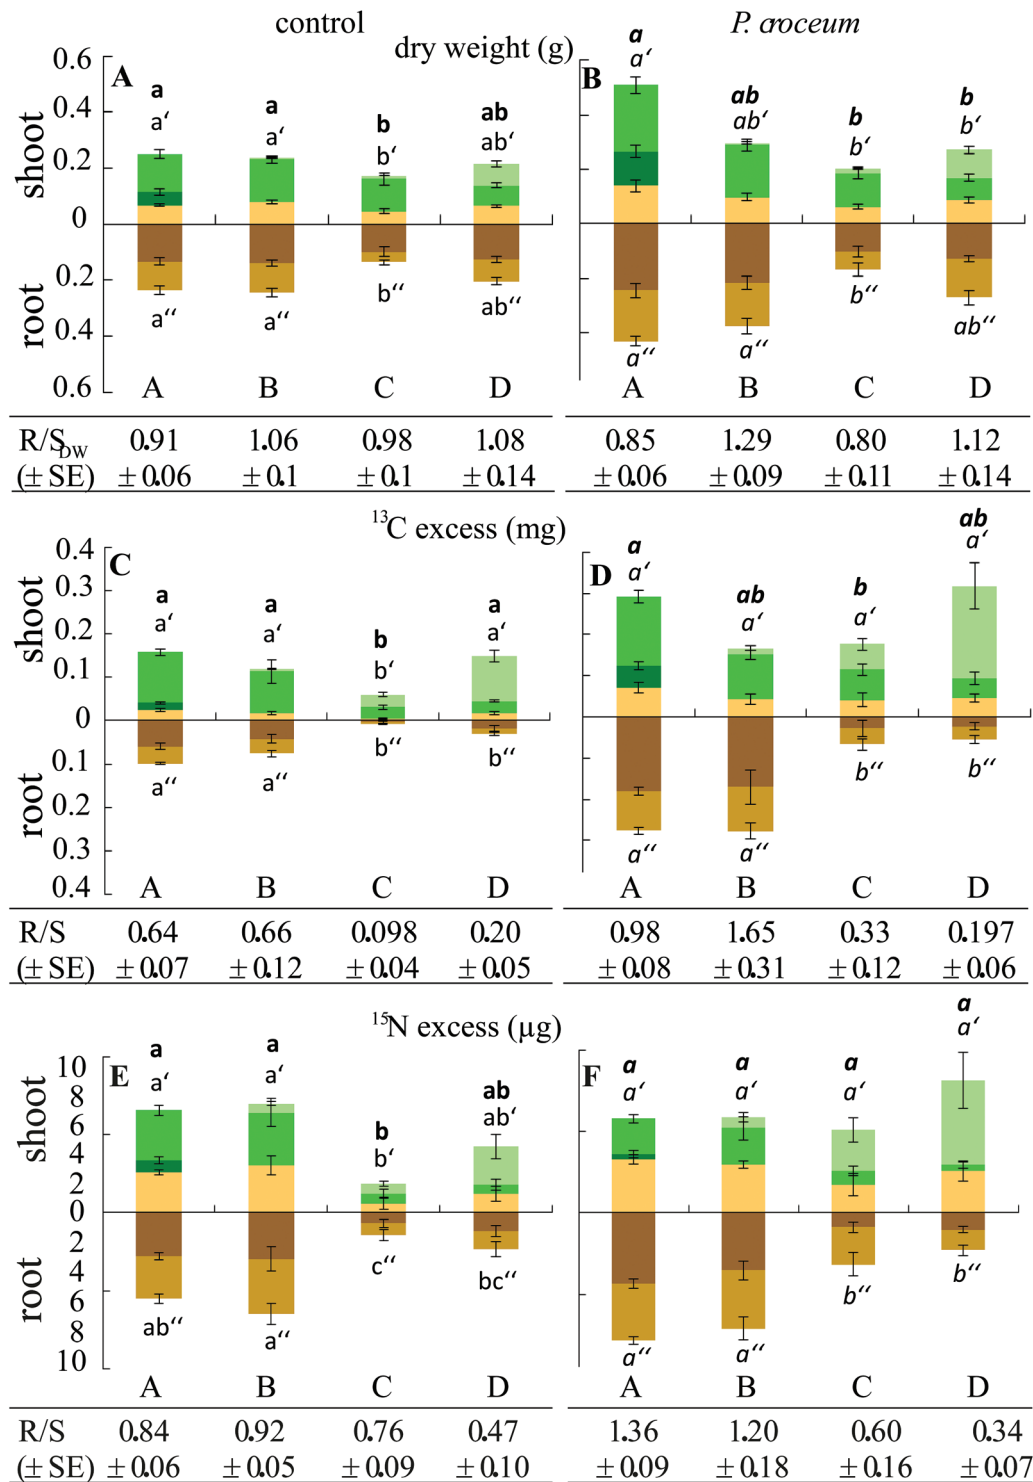 control
P. croceum
dry weight (g)
A
B
shoot
root
0.6
0.4
0.2
0
0.2
0.4
0.6
a a ab b
a‘ a‘ b‘ ab‘
a‘‘ a‘‘ b‘‘ ab‘‘
a ab b b
a‘ ab‘ b‘ b‘
a‘‘ a‘‘ b‘‘ ab‘‘
A B C D A B C D
R/S DW 0.91 1.06 0.98 1.08 0.85 1.29 0.80 1.12
(± SE) ±0.06 ±0.1 ±0.1 ±0.14 ±0.06 ±0.09 ±0.11 ±0.14
13C excess (mg)
C
D
shoot
root
0.4
0.3
0.2
0.1
0
0.1
0.2
0.3
0.4
a a b a
a‘ a‘ b‘ a‘
a‘‘ a‘‘ b‘‘ b‘‘
a ab b ab
a‘ a‘ a‘ a‘
a‘‘ a‘‘ b‘‘ b‘‘
A B C D A B C D
R/S 0.64 0.66 0.098 0.20 0.98 1.65 0.33 0.197
(± SE) ±0.07 ±0.12 ±0.04 ±0.05 ±0.08 ±0.31 ±0.12 ±0.06
15N excess (µg)
E
F
shoot
root
10
8
6
4
2
0
2
4
6
8
10
a a b ab
a‘ a‘ b‘ ab‘
ab‘‘ a‘‘ c‘‘ bc‘‘
a a a a
a‘ a‘ a‘ a‘
a‘‘ a‘‘ b‘‘ b‘‘
A B C D A B C D
R/S 0.84 0.92 0.76 0.47 1.36 1.20 0.60 0.34
(± SE) ±0.06 ±0.05 ±0.09 ±0.10 ±0.09 ±0.18 ±0.16 ±0.07